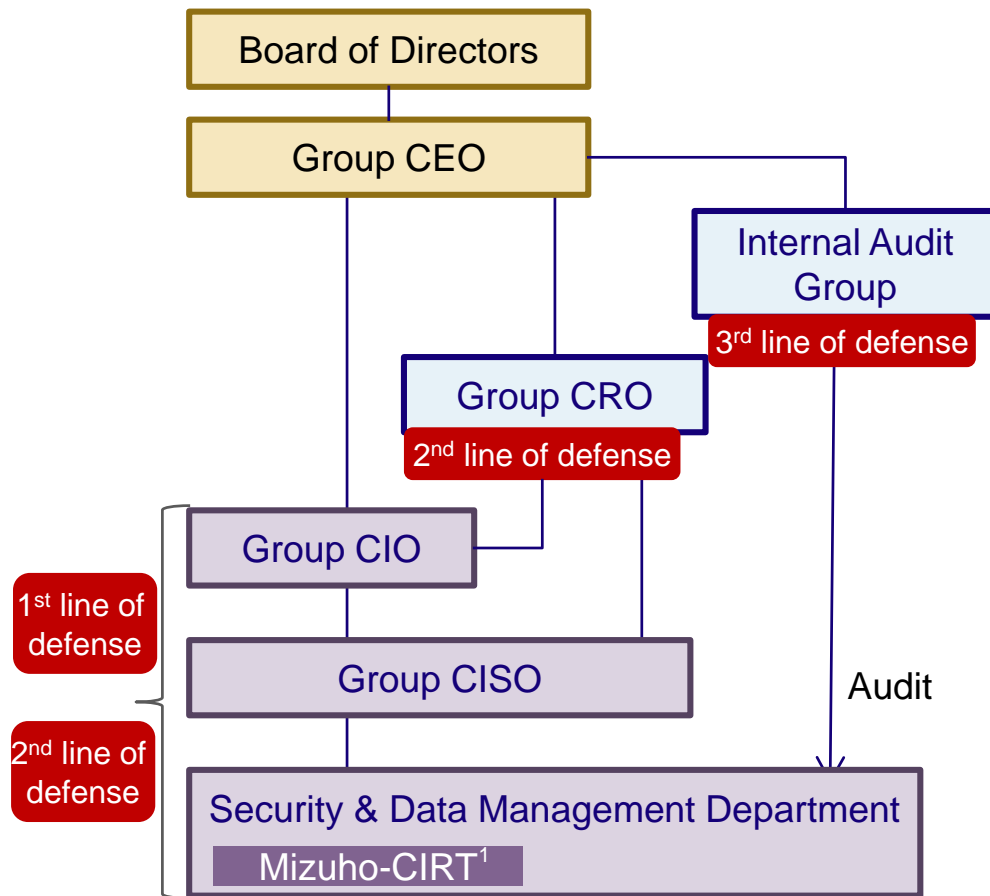 Board of Directors
Group CEO
Internal Audit
Group
3rd line of defense
Group CRO
2nd line of defense
Group CIO
1st line of
defense
Group CISO
Audit
2nd line of
defense
Security & Data Management Department
Mizuho-CIRT1